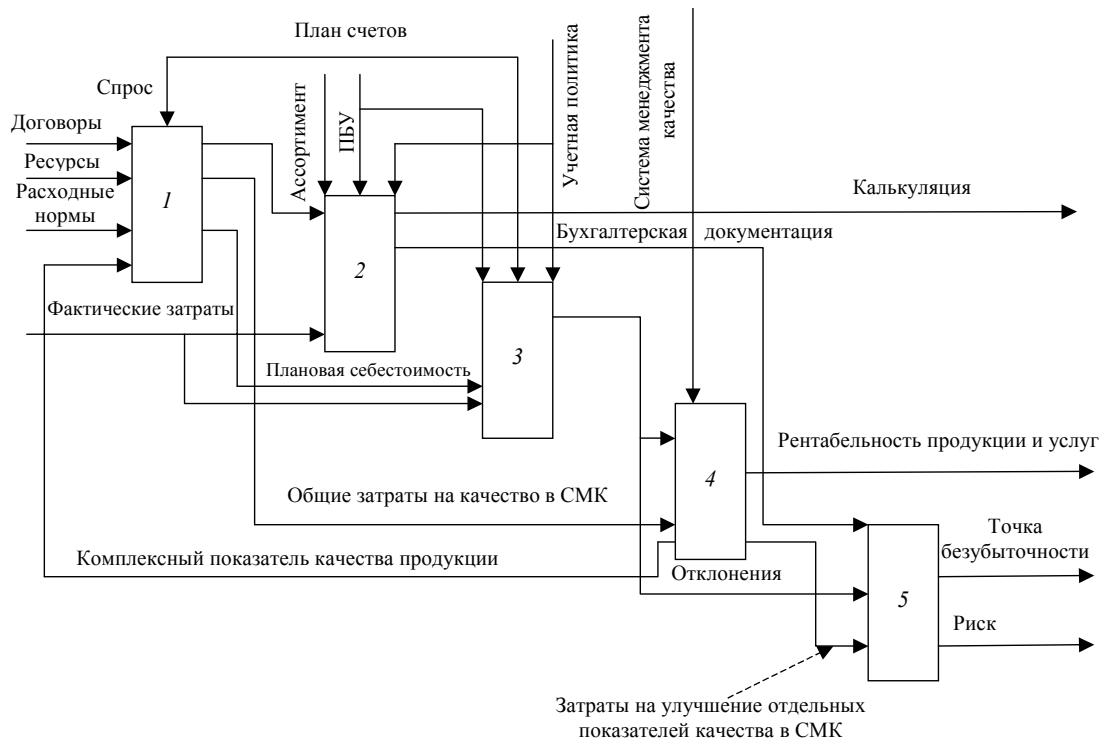 План счетов
Спрос
Договоры
Ресурсы
Расходные
нормы
1
Ассортимент
ПБУ
Учетная политика
Система менеджмента
качества
Калькуляция
Бухгалтерская документация
2
Фактические затраты
3
Плановая себестоимость
Рентабельность продукции и услуг
4
Общие затраты на качество в СМК
Точка
безубыточности
Комплексный показатель качества продукции
Отклонения
5
Риск
Затраты на улучшение отдельных
показателей качества в СМК